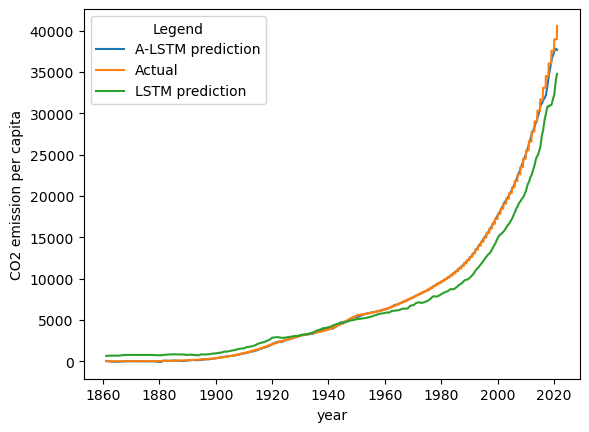 Legend
A-LSTM prediction
Actual
LSTM prediction
40000
35000
30000
25000
20000
15000
10000
5000
0
CO2 emission per capita
1860 1880 1900 1920 1940 1960 1980 2000 2020
year